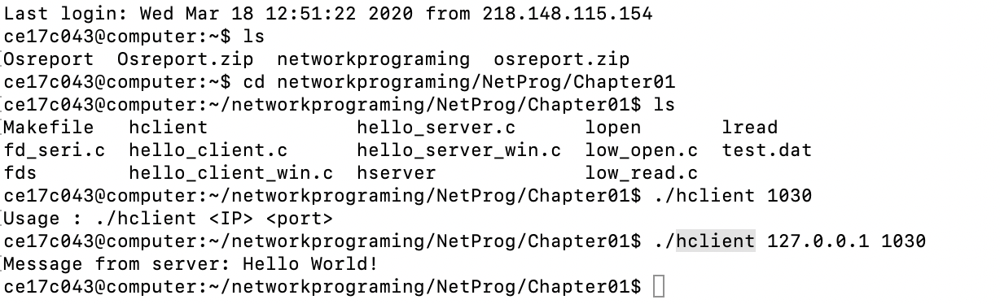 Last login: Wed Mar 18 12:51:22 2020 from 218.148.115.154
ce17c043@computer:~$ ls
Osreport  Osreport.zip  networkprograming  osreport.zip
ce17c043@computer:~$ cd networkprograming/NetProg/Chapter01
ce17c043@computer:~/networkprograming/NetProg/Chapter01$ ls
Makefile   hclient             hello_server.c      lopen       lread
fd_seri.c  hello_client.c      hello_server_win.c  low_open.c  test.dat
fds        hello_client_win.c  hserver             low_read.c
ce17c043@computer:~/networkprograming/NetProg/Chapter01$ ./hclient 1030
Usage : ./hclient <IP> <port>
ce17c043@computer:~/networkprograming/NetProg/Chapter01$ ./hclient 127.0.0.1 1030
Message from server: Hello World!
ce17c043@computer:~/networkprograming/NetProg/Chapter01$